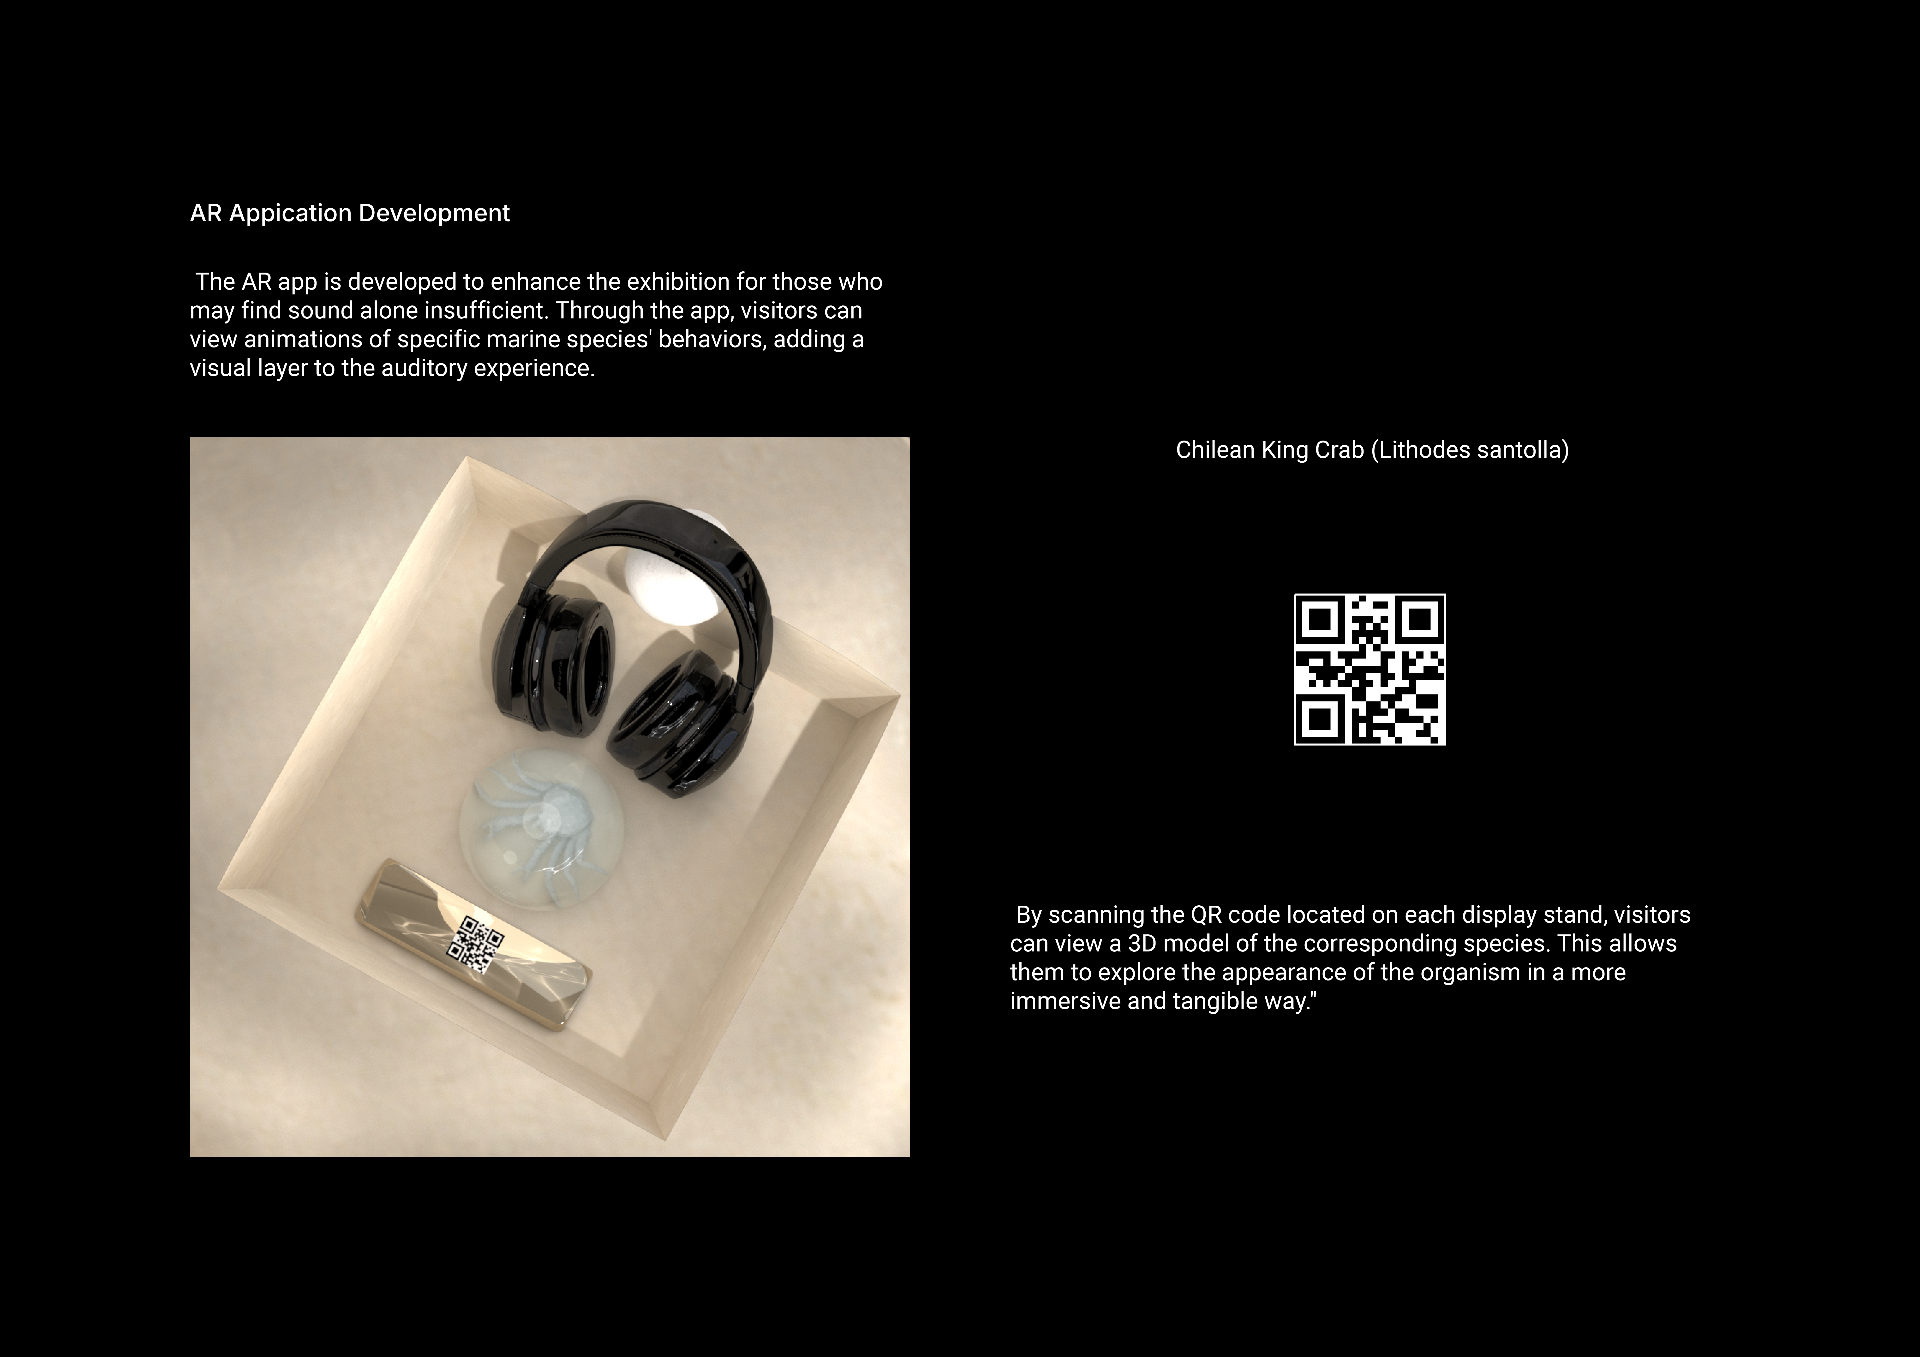 AR Appication Development
The AR app is developed to enhance the exhibition for those who
may find sound alone insufficient. Through the app, visitors can
view animations of specific marine species' behaviors, adding a
visual layer to the auditory experience.
Chilean King Crab (Lithodes santolla)
By scanning the QR code located on each display stand, visitors
can view a 3D model of the corresponding species. This allows
them to explore the appearance of the organism in a more
immersive and tangible way."